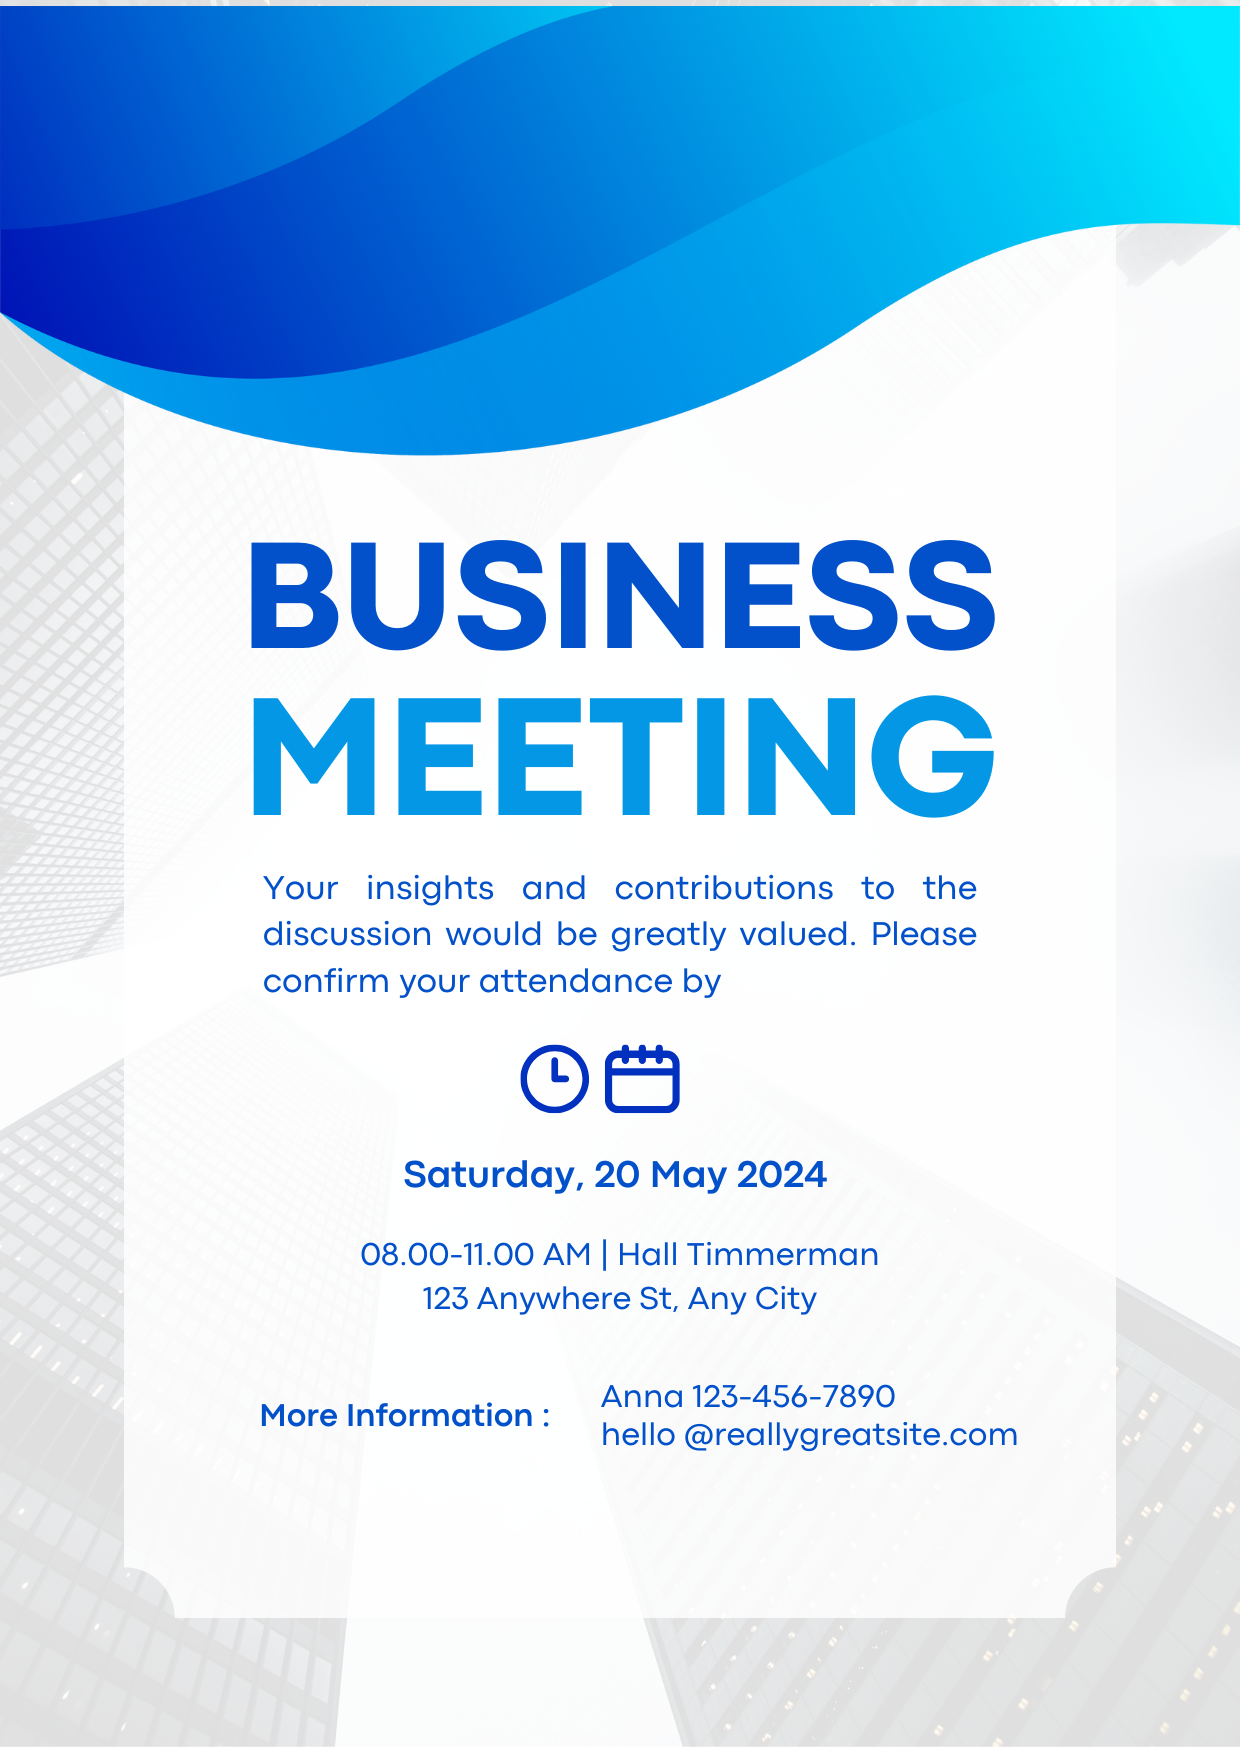 BUSINESS
MEETING
Your insights and contributions to the
discussion would be greatly valued. Please
confirm your attendance by
Saturday, 20 May 2024
08.00-11.00 AM | Hall Timmerman
123 Anywhere St, Any City
More Information :
Anna 123-456-7890
hello @reallygreatsite.com